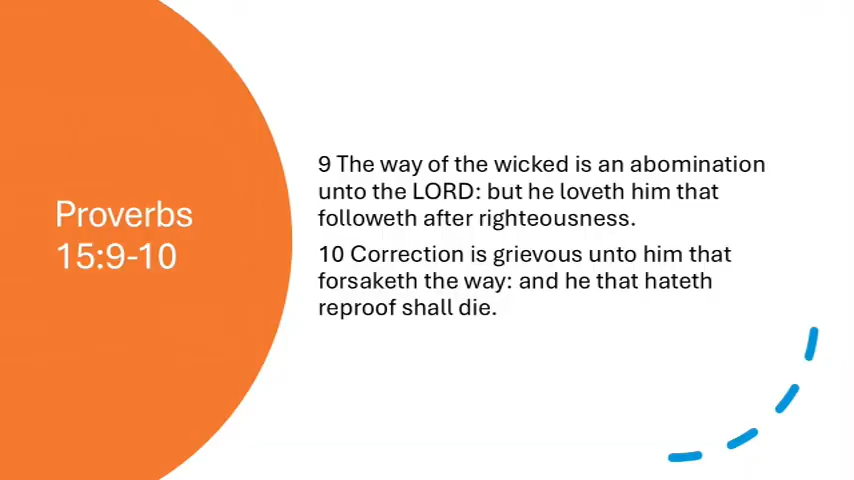 Proverbs
15:9-10
9 The way of the wicked is an abomination
unto the LORD: but he loveth him that
followeth after righteousness.
10 Correction is grievous unto him that
forsaketh the way: and he that hateth
reproof shall die.